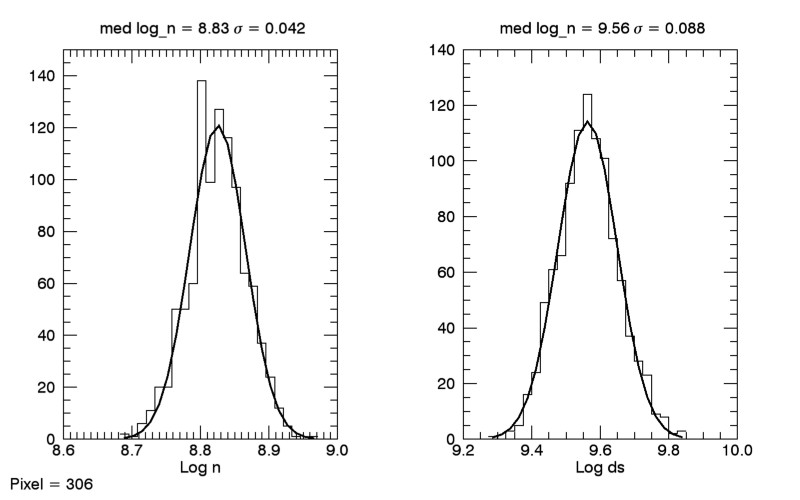 med log_n = 8.83 σ = 0.042
med log_n = 9.56 σ = 0.088
140
120
100
80
60
40
20
0
8.6 8.7 8.8 8.9 9.0
Log n
140
120
100
80
60
40
20
0
9.2 9.4 9.6 9.8 10.0
Log ds
Pixel = 306